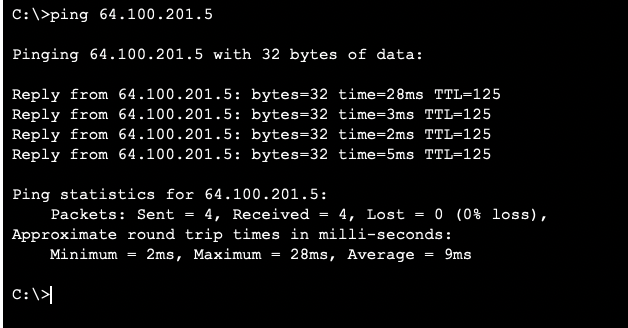 C:\>ping 64.100.201.5
Pinging 64.100.201.5 with 32 bytes of data:
Reply from 64.100.201.5: bytes=32 time=28ms TTL=125
Reply from 64.100.201.5: bytes=32 time=3ms TTL=125
Reply from 64.100.201.5: bytes=32 time=2ms TTL=125
Reply from 64.100.201.5: bytes=32 time=5ms TTL=125
Ping statistics for 64.100.201.5:
    Packets: Sent = 4, Received = 4, Lost = 0 (0% loss),
Approximate round trip times in milli-seconds:
    Minimum = 2ms, Maximum = 28ms, Average = 9ms
C:\>